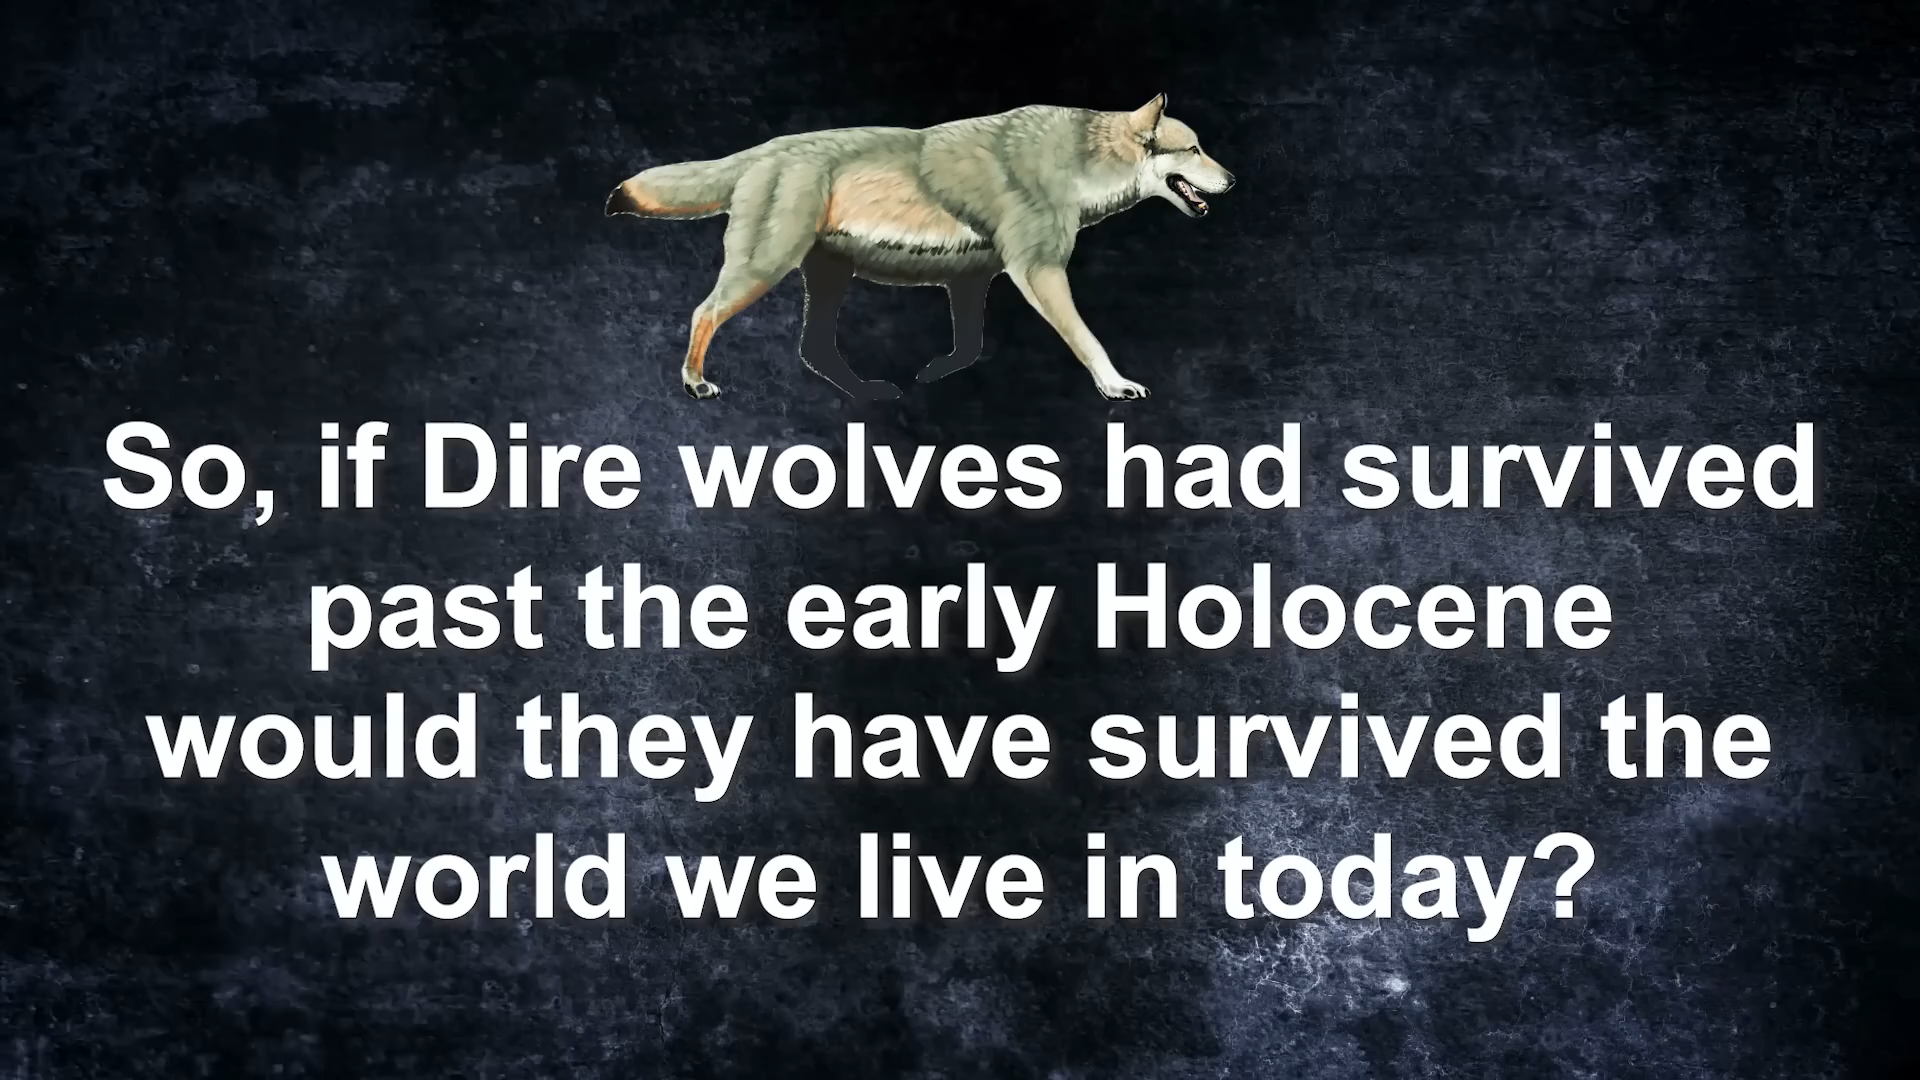 So, if Dire wolves had survived
past the early Holocene
would they have survived the
world we live in today?